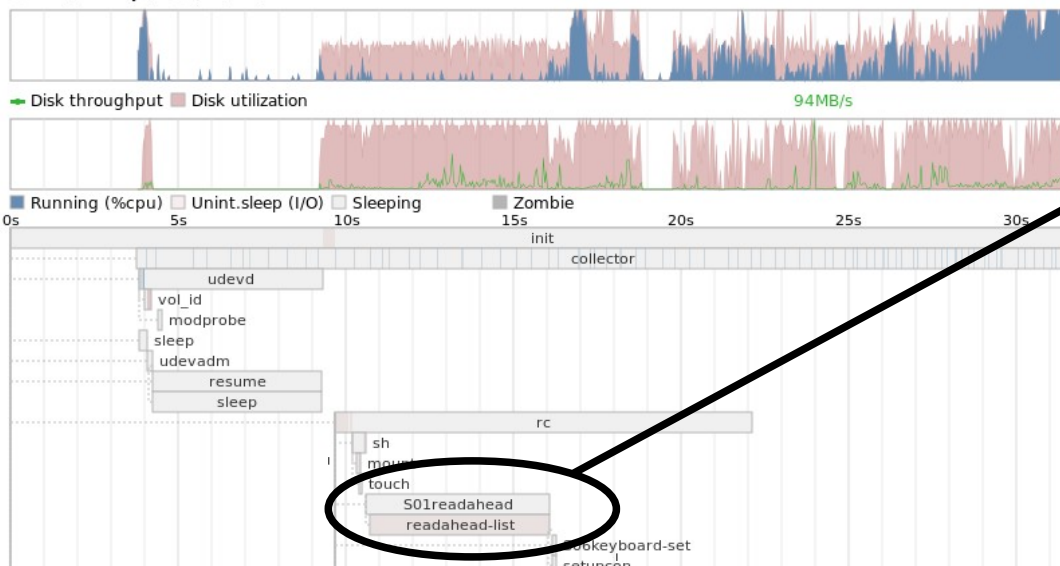 Disk throughput Disk utilization 94MB/s
Running (%cpu) Unint.sleep (I/O) Sleeping Zombie
0s 5s 10s 15s 20s 25s 30s
init
collector
udevd
vol_id
modprobe
sleep
udevadm
resume
sleep
rc
sh
touch
S01readahead
readahead-list